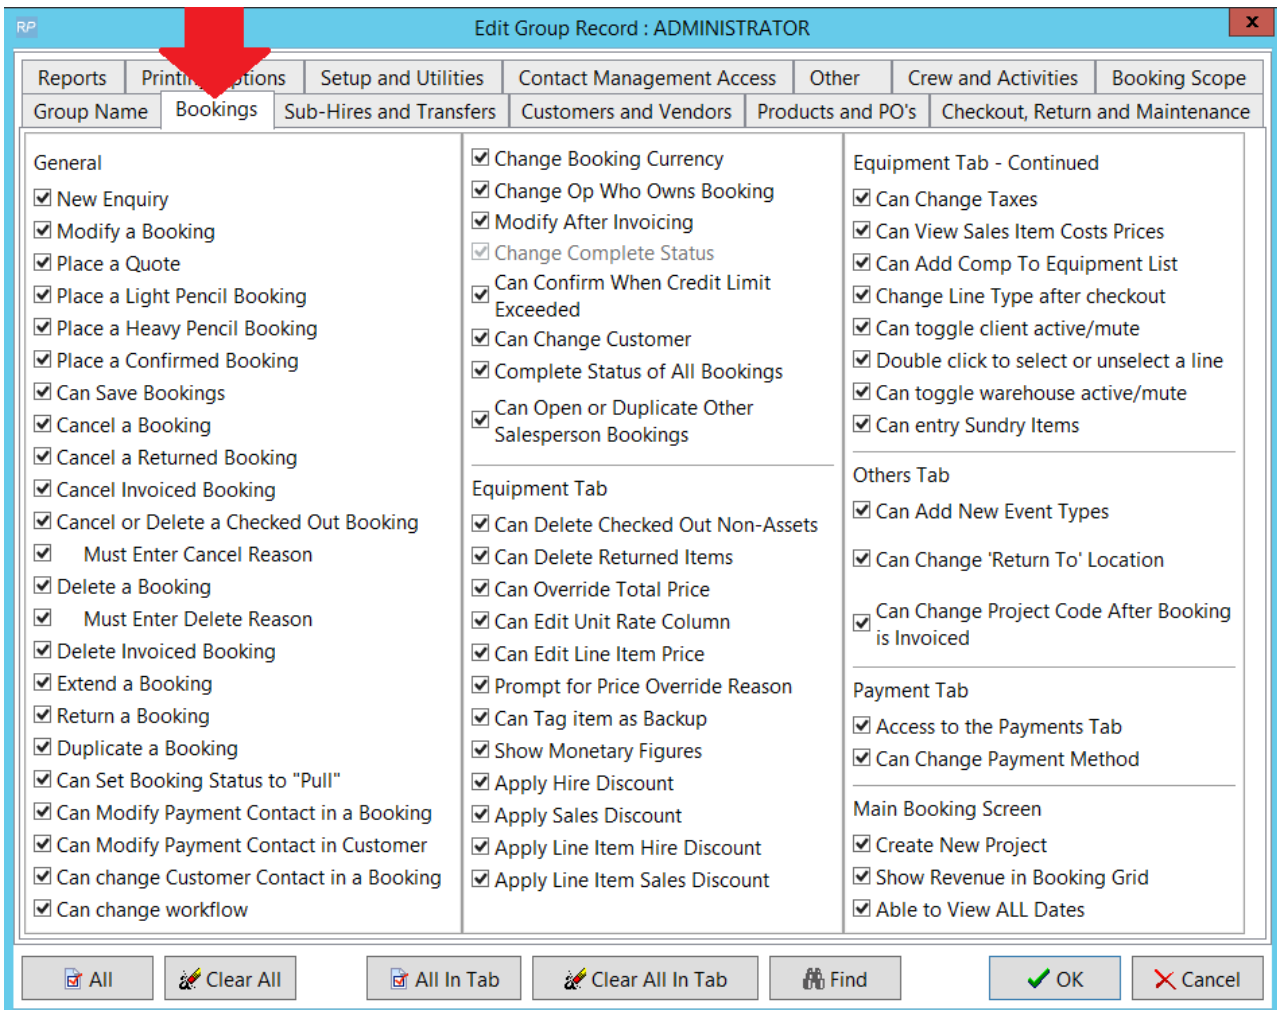 RP
Edit Group Record : ADMINISTRATOR
x
Reports
Setup and Utilities
Contact Management Access
Other
Crew and Activities
Booking Scope
Group Name
Bookings
Sub-Hires and Transfers
Customers and Vendors
Products and PO's
Checkout, Return and Maintenance
General
New Enquiry
Modify a Booking
Place a Quote
Place a Light Pencil Booking
Place a Heavy Pencil Booking
Place a Confirmed Booking
Can Save Bookings
Cancel a Booking
Cancel a Returned Booking
Cancel Invoiced Booking
Cancel or Delete a Checked Out Booking
Must Enter Cancel Reason
Delete a Booking
Must Enter Delete Reason
Delete Invoiced Booking
Extend a Booking
Return a Booking
Duplicate a Booking
Can Set Booking Status to "Pull"
Can Modify Payment Contact in a Booking
Can Modify Payment Contact in Customer
Can change Customer Contact in a Booking
Can change workflow
Change Booking Currency
Change Op Who Owns Booking
Modify After Invoicing
Change Complete Status
Can Confirm When Credit Limit
Exceeded
Can Change Customer
Complete Status of All Bookings
Can Open or Duplicate Other
Salesperson Bookings
Equipment Tab
Can Delete Checked Out Non-Assets
Can Delete Returned Items
Can Override Total Price
Can Edit Unit Rate Column
Can Edit Line Item Price
Prompt for Price Override Reason
Can Tag item as Backup
Show Monetary Figures
Apply Hire Discount
Apply Sales Discount
Apply Line Item Hire Discount
Apply Line Item Sales Discount
Equipment Tab - Continued
Can Change Taxes
Can View Sales Item Costs Prices
Can Add Comp To Equipment List
Change Line Type after checkout
Can toggle client active/mute
Double click to select or unselect a line
Can toggle warehouse active/mute
Can entry Sundry Items
Others Tab
Can Add New Event Types
Can Change 'Return To' Location
Can Change Project Code After Booking
is Invoiced
Payment Tab
Access to the Payments Tab
Can Change Payment Method
Main Booking Screen
Create New Project
Show Revenue in Booking Grid
Able to View ALL Dates
All
Clear All
All In Tab
Clear All In Tab
Find
OK
Cancel